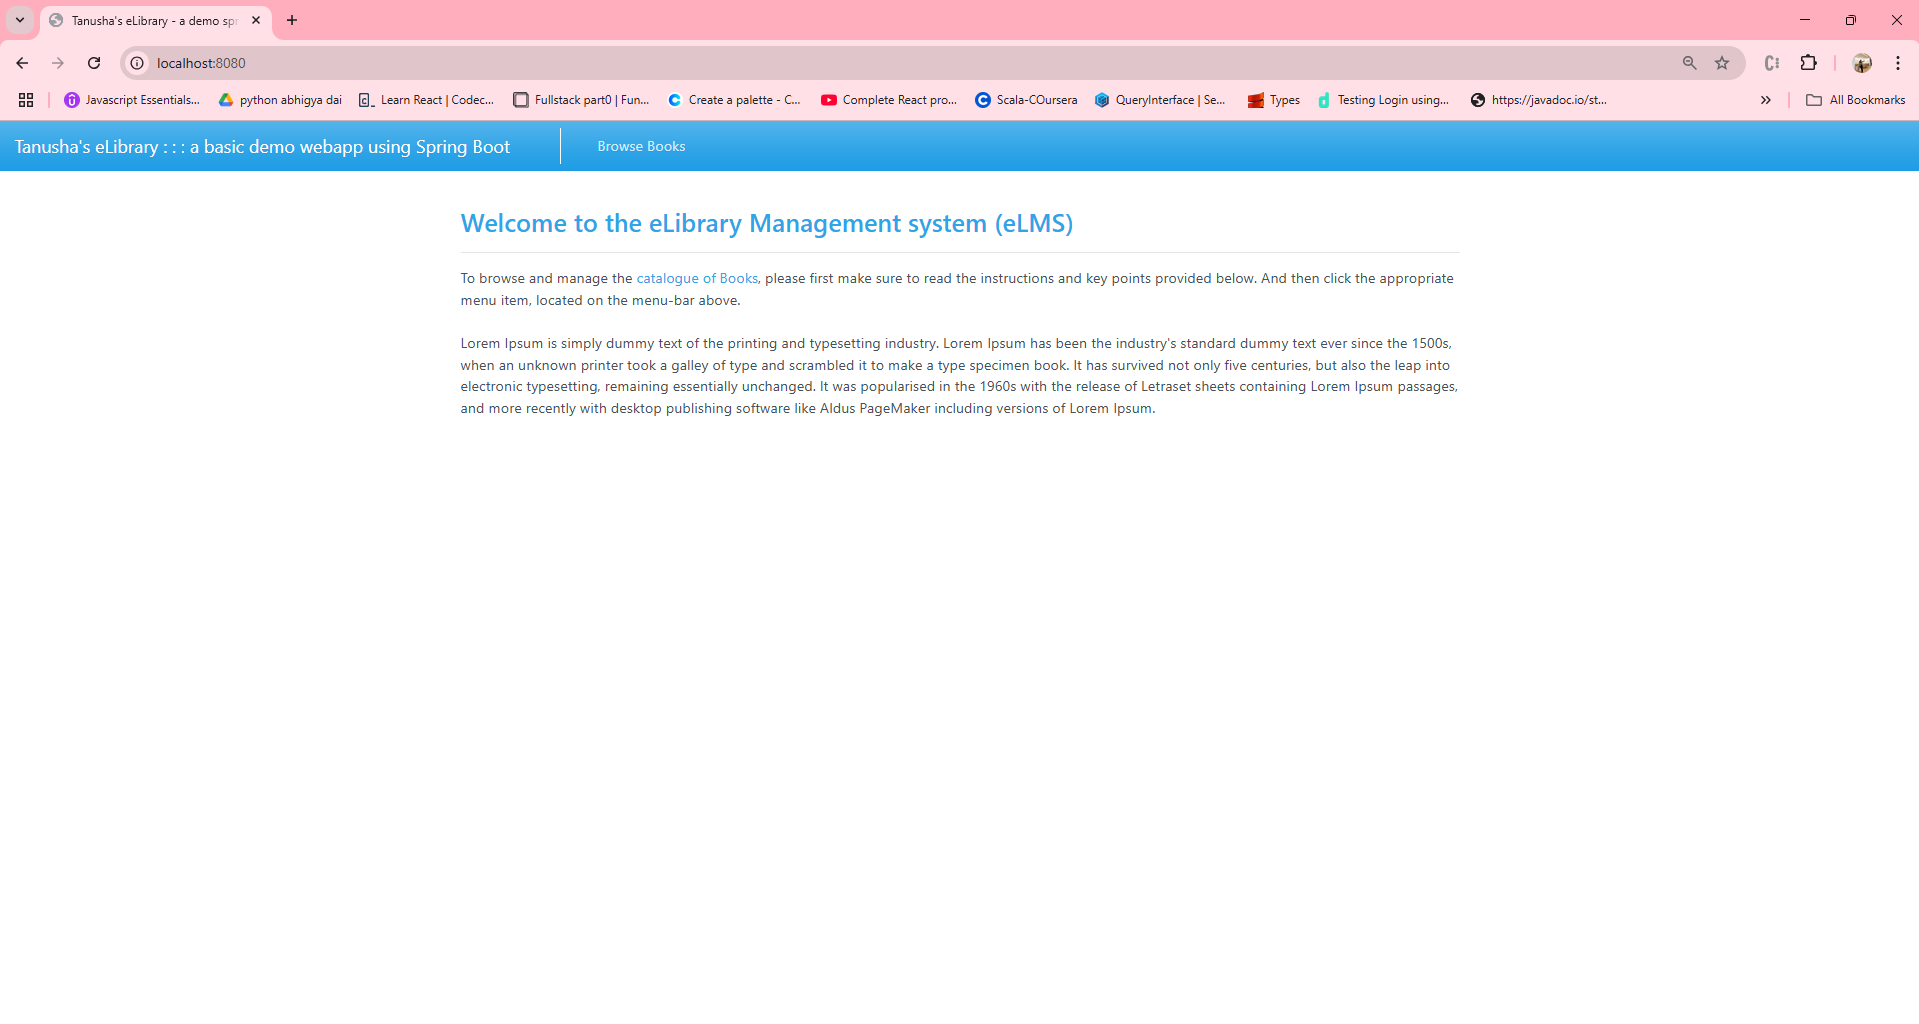 Tanusha's eLibrary - a demo spr
localhost:8080
Javascript Essentials...
python abhigya dai
Learn React | Codec...
Fullstack part0 | Fun...
Create a palette - C...
Complete React pro...
Scala-COursera
QueryInterface | Se...
Types
Testing Login using...
https://javadoc.io/st...
All Bookmarks
Tanusha's eLibrary : : : a basic demo webapp using Spring Boot
Browse Books
Welcome to the eLibrary Management system (eLMS)
To browse and manage the catalogue of Books, please first make sure to read the instructions and key points provided below. And then click the appropriate
menu item, located on the menu-bar above.
Lorem Ipsum is simply dummy text of the printing and typesetting industry. Lorem Ipsum has been the industry's standard dummy text ever since the 1500s,
when an unknown printer took a galley of type and scrambled it to make a type specimen book. It has survived not only five centuries, but also the leap into
electronic typesetting, remaining essentially unchanged. It was popularised in the 1960s with the release of Letraset sheets containing Lorem Ipsum passages,
and more recently with desktop publishing software like Aldus PageMaker including versions of Lorem Ipsum.